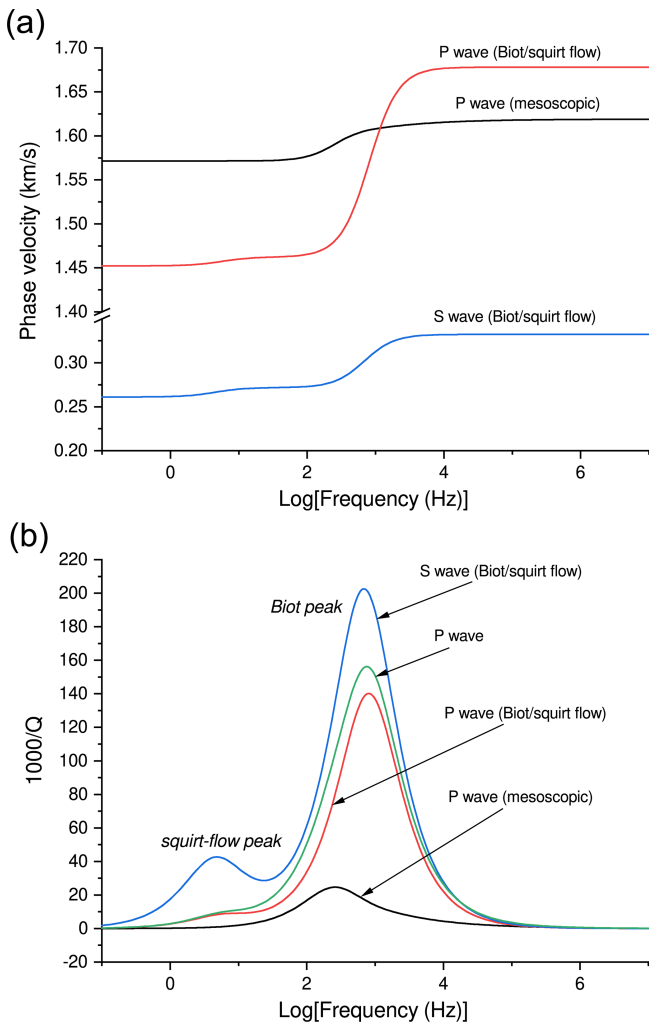 (a)
1.70
P wave (Biot/squirt flow)
1.65
P wave (mesoscopic)
1.60
1.55
1.50
1.45
1.40
S wave (Biot/squirt flow)
0.30
0.25
0.20
Phase velocity (km/s)
0 2 4 6
Log[Frequency (Hz)]
(b)
220
200
180
160
140
120
100
80
60
40
20
0
-20
1000/Q
S wave (Biot/squirt flow)
Biot peak
P wave
P wave (Biot/squirt flow)
P wave (mesoscopic)
squirt-flow peak
0 2 4 6
Log[Frequency (Hz)]